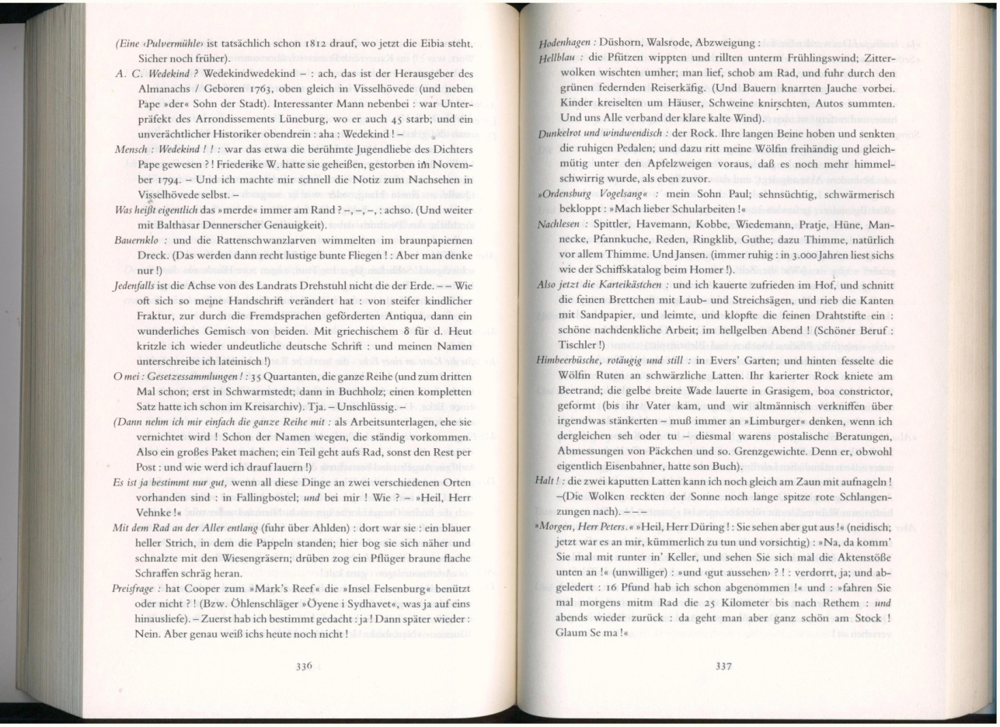 (Eine ‹Pulvermühle› ist tatsächlich schon 1812 drauf, wo jetzt die Eibia steht.
Sicher noch früher).
A. C. Wedekind ? Wedekindwedekind – : ach, das ist der Herausgeber des
Almanachs / Geboren 1763, oben gleich in Visselhövede (und neben
Pape »der« Sohn der Stadt). Interessanter Mann nebenbei : war Unter-
präfekt des Arrondissements Lüneburg, wo er auch 45 starb; und ein
unverächtlicher Historiker obendrein : aha : Wedekind ! –
Mensch : Wedekind ! ! : war das etwa die berühmte Jugendliebe des Dichters
Pape gewesen ? ! Friederike W. hatte sie geheißen, gestorben im Novem-
ber 1794. – Und ich machte mir schnell die Notiz zum Nachsehen in
Visselhövede selbst. –
Was heißt eigentlich das »merde« immer am Rand ? –, –, –, : achso. (Und weiter
mit Balthasar Dennerscher Genauigkeit).
Bauernklo : und die Rattenschwanzlarven wimmelten im braunpapiernen
Dreck. (Das werden dann recht lustige bunte Fliegen ! : Aber man denke
nur !)
Jedenfalls ist die Achse von des Landrats Drehstuhl nicht die der Erde. – – Wie
oft sich so meine Handschrift verändert hat : von steifer kindlicher
Fraktur, zur durch die Fremdsprachen geförderten Antiqua, dann ein
wunderliches Gemisch von beiden. Mit griechischem δ für d. Heut
kritzle ich wieder undeutliche deutsche Schrift : und meinen Namen
unterschreibe ich lateinisch !)
O mei : Gesetzessammlungen ! : 35 Quartanten, die ganze Reihe (und zum dritten
Mal schon; erst in Schwarmstedt; dann in Buchholz; einen kompletten
Satz hatte ich schon im Kreisarchiv). Tja. – Unschlüssig. –
(Dann nehm ich mir einfach die ganze Reihe mit : als Arbeitsunterlagen, ehe sie
vernichtet wird ! Schon der Namen wegen, die ständig vorkommen.
Also ein großes Paket machen; ein Teil geht aufs Rad, sonst den Rest per
Post : und wie werd ich drauf lauern !)
Es ist ja bestimmt nur gut, wenn all diese Dinge an zwei verschiedenen Orten
vorhanden sind : in Fallingbostel; und bei mir ! Wie ? – »Heil, Herr
Vehnke !«
Mit dem Rad an der Aller entlang (fuhr über Ahlden) : dort war sie : ein blauer
heller Strich, in dem die Pappeln standen; hier bog sie sich näher und
schnalzte mit den Wiesengräsern; drüben zog ein Pflüger braune flache
Schraffen schräg heran.
Preisfrage : hat Cooper zum »Mark's Reef« die »Insel Felsenburg« benützt
oder nicht ? ! (Bzw. Öhlenschläger »Öyene i Sydhavet«, was ja auf eins
hinausliefe). – Zuerst hab ich bestimmt gedacht : ja ! Dann später wieder :
Nein. Aber genau weiß ichs heute noch nicht !
336
Hodenhagen : Düshorn, Walsrode, Abzweigung :
Hellblau : die Pfützen wippten und rillten unterm Frühlingswind; Zitter-
wolken wischten umher; man lief, schob am Rad, und fuhr durch den
grünen federnden Reiserkäfig. (Und Bauern knarrten Jauche vorbei.
Kinder kreiselten um Häuser, Schweine knirschten, Autos summten.
Und uns Alle verband der klare kalte Wind).
Dunkelrot und windwendisch : der Rock. Ihre langen Beine hoben und senkten
die ruhigen Pedalen; und dazu ritt meine Wölfin freihändig und gleich-
mütig unter den Apfelzweigen voraus, daß es noch mehr himmel-
schwirrig wurde, als eben zuvor.
»Ordensburg Vogelsang« : mein Sohn Paul; sehnsüchtig, schwärmerisch
bekloppt : »Mach lieber Schularbeiten !«
Nachlesen : Spittler, Havemann, Kobbe, Wiedemann, Pratje, Hüne, Man-
necke, Pfannkuche, Reden, Ringklib, Guthe; dazu Thimme, natürlich
vor allem Thimme. Und Jansen. (immer ruhig : in 3.000 Jahren liest sichs
wie der Schiffskatalog beim Homer !).
Also jetzt die Karteikästchen : und ich kauerte zufrieden im Hof, und schnitt
die feinen Brettchen mit Laub- und Streichsägen, und rieb die Kanten
mit Sandpapier, und leimte, und klopfte die feinen Drahtstifte ein :
schöne nachdenkliche Arbeit; im hellgelben Abend ! (Schöner Beruf :
Tischler !)
Himbeerbüsche, rotäugig und still : in Evers' Garten; und hinten fesselte die
Wölfin Ruten an schwärzliche Latten. Ihr karierter Rock kniete am
Beetrand; die gelbe breite Wade lauerte in Grasigem, boa constrictor,
geformt (bis ihr Vater kam, und wir altmännisch verkniffen über
irgendwas stänkerten – muß immer an »Limburger« denken, wenn ich
dergleichen seh oder tu – diesmal warens postalische Beratungen,
Abmessungen von Päckchen und so. Grenzgewichte. Denn er, obwohl
eigentlich Eisenbahner, hatte son Buch).
Halt ! : die zwei kaputten Latten kann ich noch gleich am Zaun mit aufnageln !
–(Die Wolken reckten der Sonne noch lange spitze rote Schlangen-
zungen nach). – – –
»Morgen, Herr Peters.« »Heil, Herr Düring ! : Sie sehen aber gut aus !« (neidisch;
jetzt war es an mir, kümmerlich zu tun und vorsichtig) : »Na, da komm'
Sie mal mit runter in' Keller, und sehen Sie sich mal die Aktenstöße
unten an !« (unwilliger) : »und ‹gut aussehen› ? ! : verdorrt, ja; und ab-
geledert : 16 Pfund hab ich schon abgenommen !« und : »fahren Sie
mal morgens mitm Rad die 25 Kilometer bis nach Rethem : und
abends wieder zurück : da geht man aber ganz schön am Stock !
Glaum Se ma !«
337